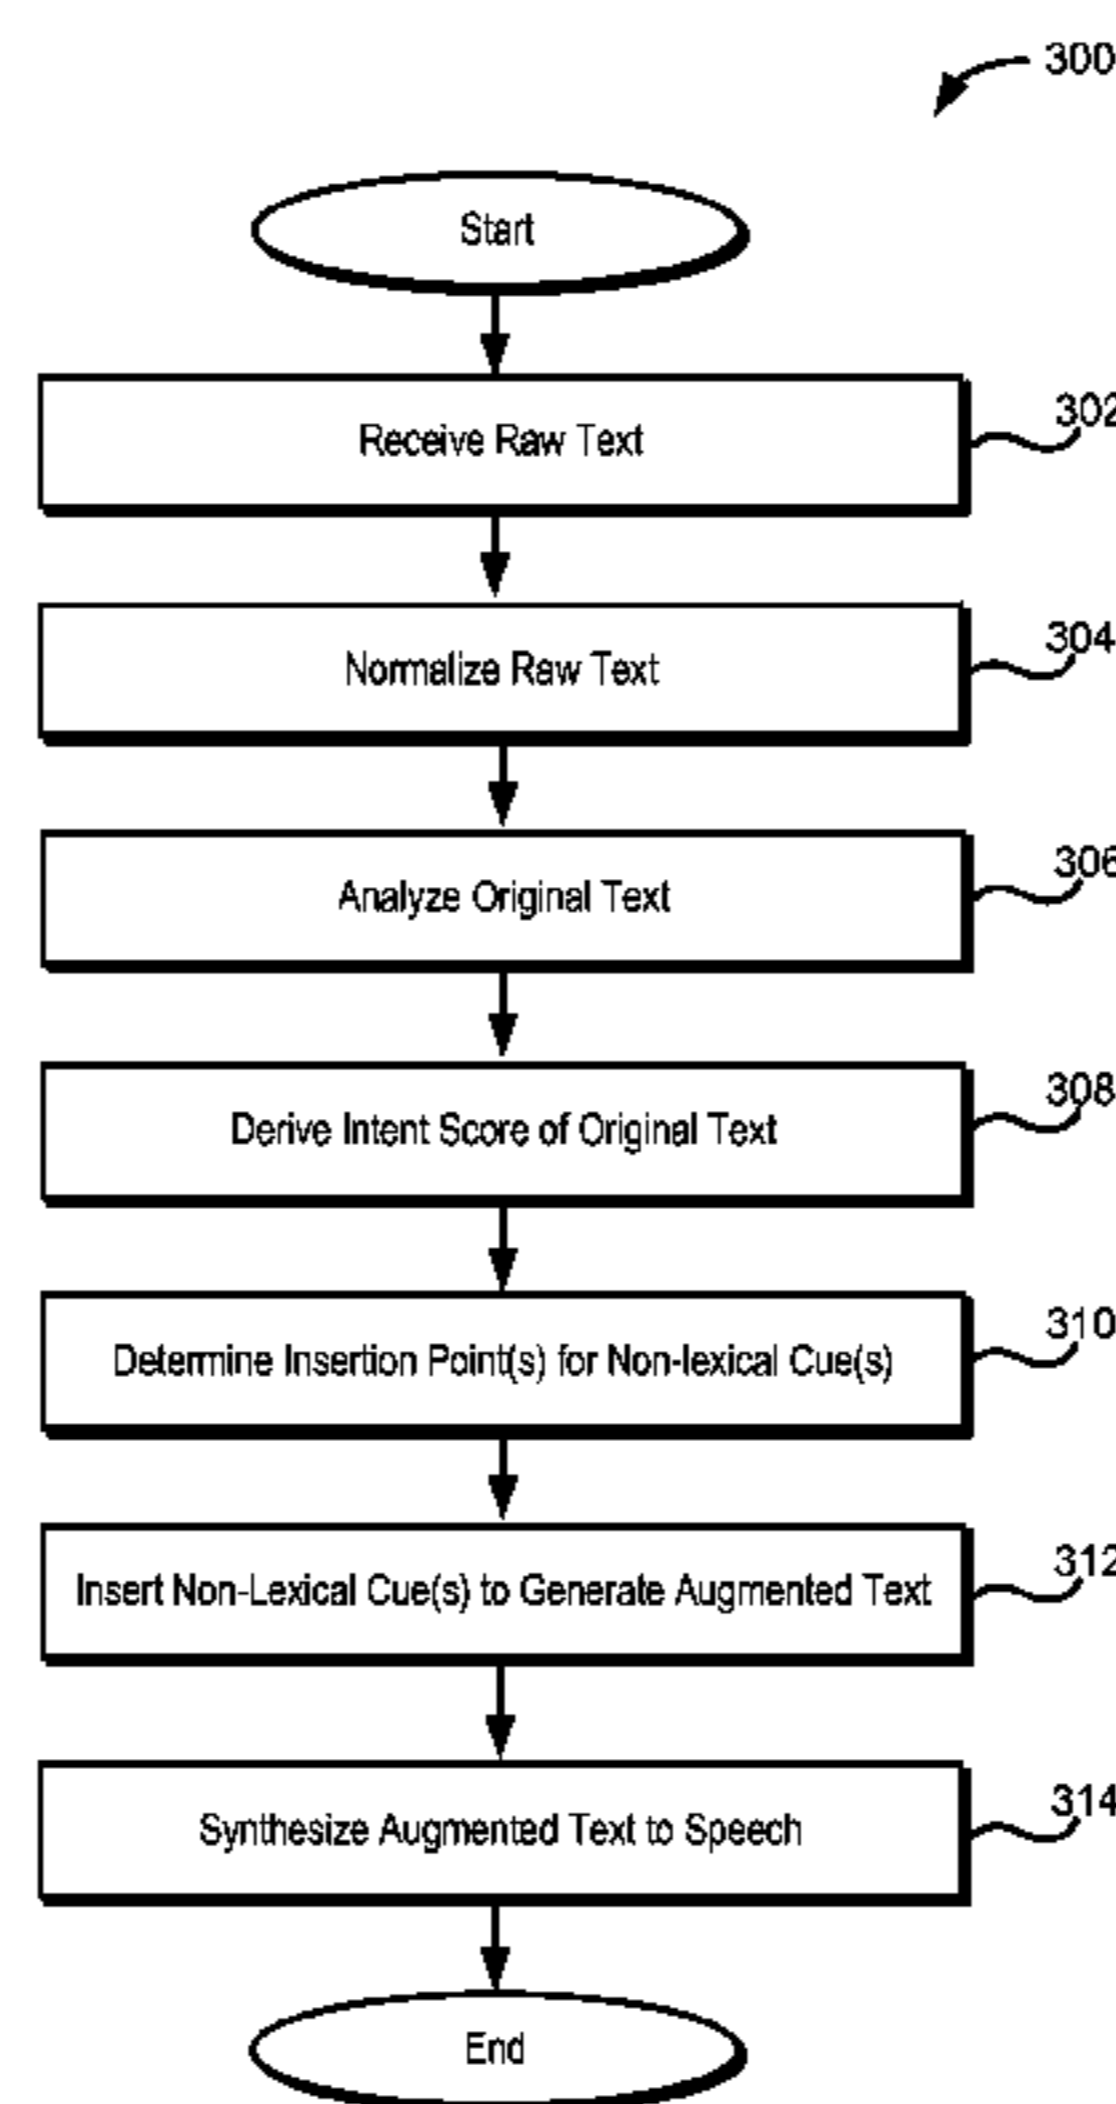 300
Start
Receive Raw Text
302
Normalize Raw Text
304
Analyze Original Text
306
Derive Intent Score of Original Text
308
Determine Insertion Point(s) for Non-lexical Cue(s)
310
Insert Non-Lexical Cue(s) to Generate Augmented Text
312
Synthesize Augmented Text to Speech
314
End